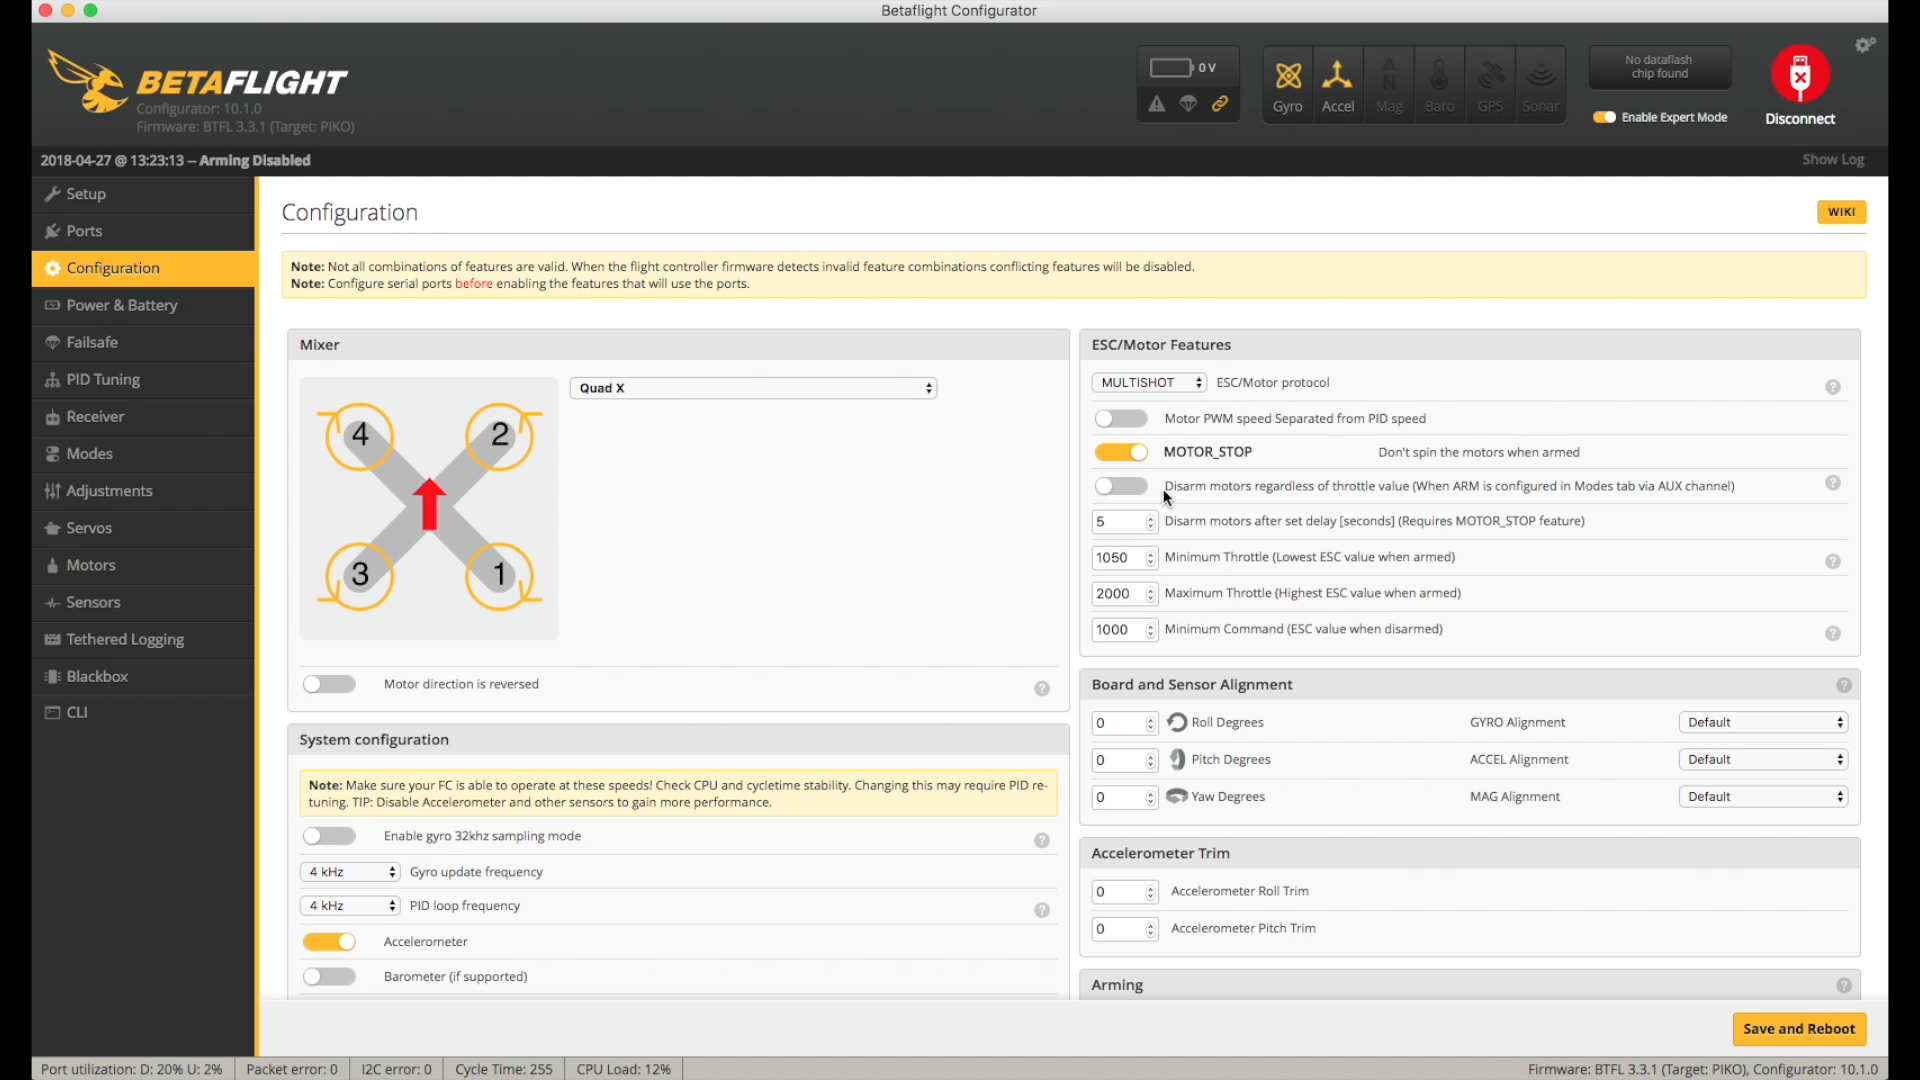 Betaflight Configurator
BETAFLIGHT
Configurator: 10.1.0
Firmware: BTFL 3.3.1 (Target: PIKO)
0 V
Gyro
Accel
Mag
Baro
GPS
Sonar
No dataflash
chip found
Enable Expert Mode
Disconnect
2018-04-27 @ 13:23:13 -- Arming Disabled
Show Log
Setup
Ports
Configuration
Power & Battery
Failsafe
PID Tuning
Receiver
Modes
Adjustments
Servos
Motors
Sensors
Tethered Logging
Blackbox
CLI
Configuration
WIKI
Note: Not all combinations of features are valid. When the flight controller firmware detects invalid feature combinations conflicting features will be disabled.
Note: Configure serial ports before enabling the features that will use the ports.
Mixer
Quad X
4
2
3
1
Motor direction is reversed
System configuration
Note: Make sure your FC is able to operate at these speeds! Check CPU and cycletime stability. Changing this may require PID re-
tuning. TIP: Disable Accelerometer and other sensors to gain more performance.
Enable gyro 32khz sampling mode
4 kHz Gyro update frequency
4 kHz PID loop frequency
Accelerometer
Barometer (if supported)
ESC/Motor Features
MULTISHOT ESC/Motor protocol
Motor PWM speed Separated from PID speed
MOTOR_STOP Don't spin the motors when armed
Disarm motors regardless of throttle value (When ARM is configured in Modes tab via AUX channel)
5 Disarm motors after set delay [seconds] (Requires MOTOR_STOP feature)
1050 Minimum Throttle (Lowest ESC value when armed)
2000 Maximum Throttle (Highest ESC value when armed)
1000 Minimum Command (ESC value when disarmed)
Board and Sensor Alignment
0 Roll Degrees GYRO Alignment Default
0 Pitch Degrees ACCEL Alignment Default
0 Yaw Degrees MAG Alignment Default
Accelerometer Trim
0 Accelerometer Roll Trim
0 Accelerometer Pitch Trim
Arming
Save and Reboot
Port utilization: D: 20% U: 2%
Packet error: 0
I2C error: 0
Cycle Time: 255
CPU Load: 12%
Firmware: BTFL 3.3.1 (Target: PIKO), Configurator: 10.1.0